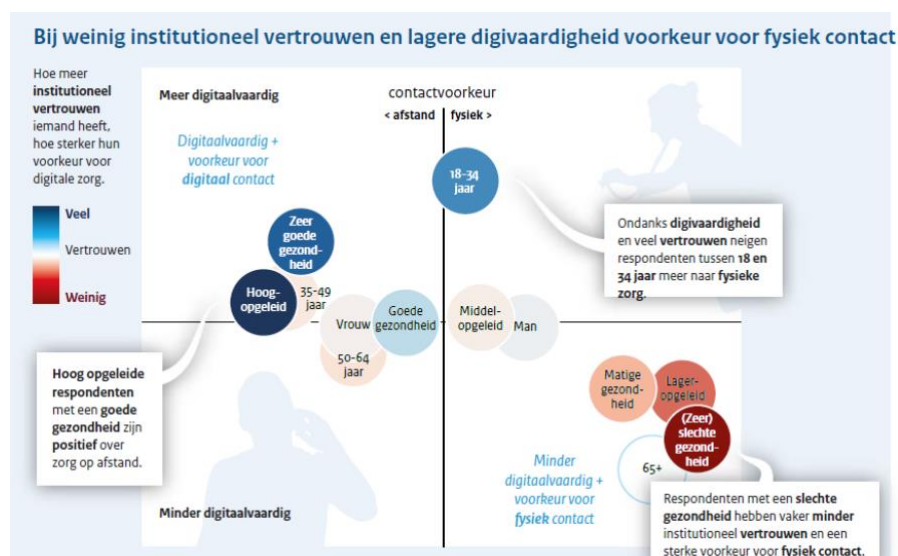 Bij weinig institutioneel vertrouwen en lagere digivaardigheid voorkeur voor fysiek contact
Hoe meer
institutioneel
vertrouwen
iemand heeft,
hoe sterker hun
voorkeur voor
digitale zorg.
Veel
Vertrouwen
Weinig
Meer digitaalvaardig
contactvoorkeur
< afstand
fysiek >
Digitaalvaardig +
voorkeur voor
digitaal contact
18-34
jaar
Zeer
goede
gezond-
heid
Hoog-
opgeleid
35-49
jaar
Vrouw
Goede
gezondheid
50-64
jaar
Middel-
opgeleid
Man
Ondanks digivaardigheid
en veel vertrouwen neigen
respondenten tussen 18 en
34 jaar meer naar fysieke
zorg.
Hoog opgeleide
respondenten
met een goede
gezondheid zijn
positief over
zorg op afstand.
Matige
gezond-
heid
Lager-
opgeleid
(Zeer)
slechte
gezond-
heid
65+
Minder
digitaalvaardig +
voorkeur voor
fysiek contact
Minder digitaalvaardig
Respondenten met een slechte
gezondheid hebben vaker minder
institutioneel vertrouwen en een
sterke voorkeur voor fysiek contact.